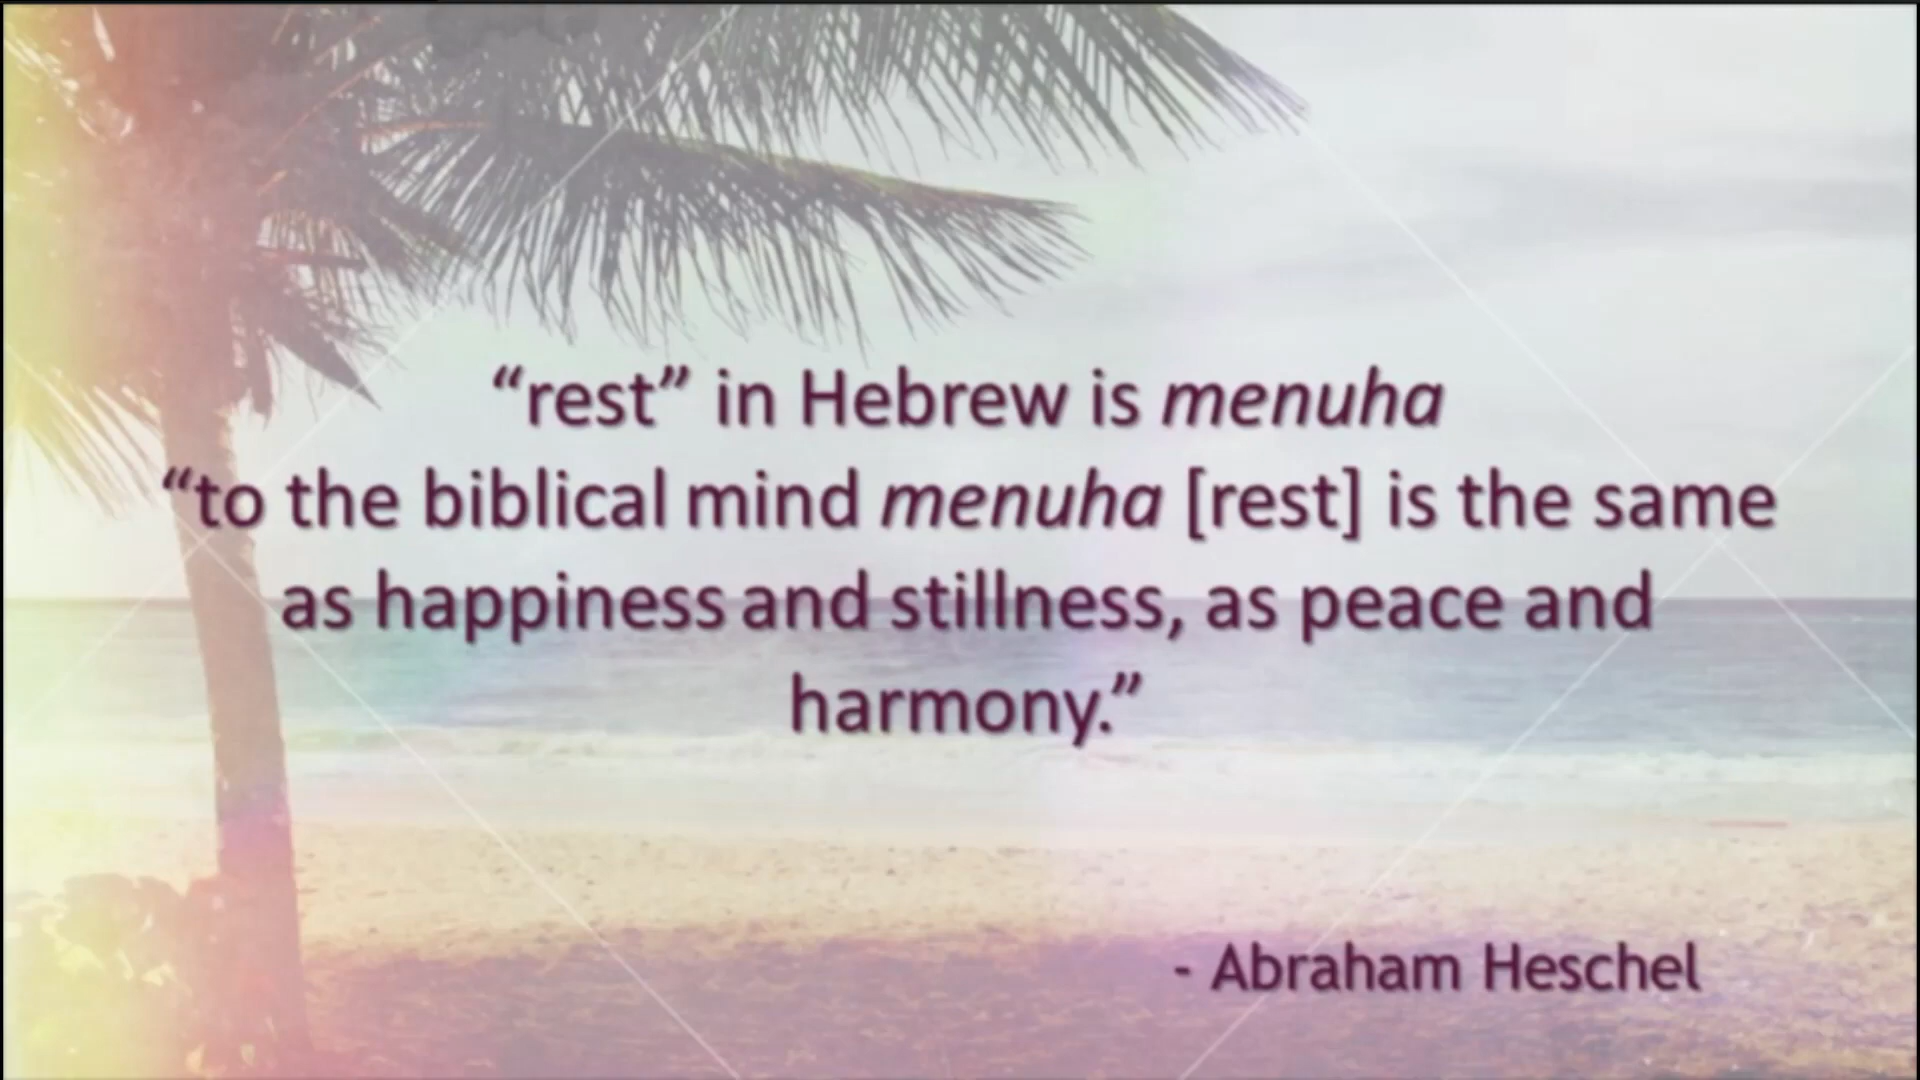 “rest” in Hebrew is menuha
“to the biblical mind menuha [rest] is the same
as happiness and stillness, as peace and
harmony.”
- Abraham Heschel